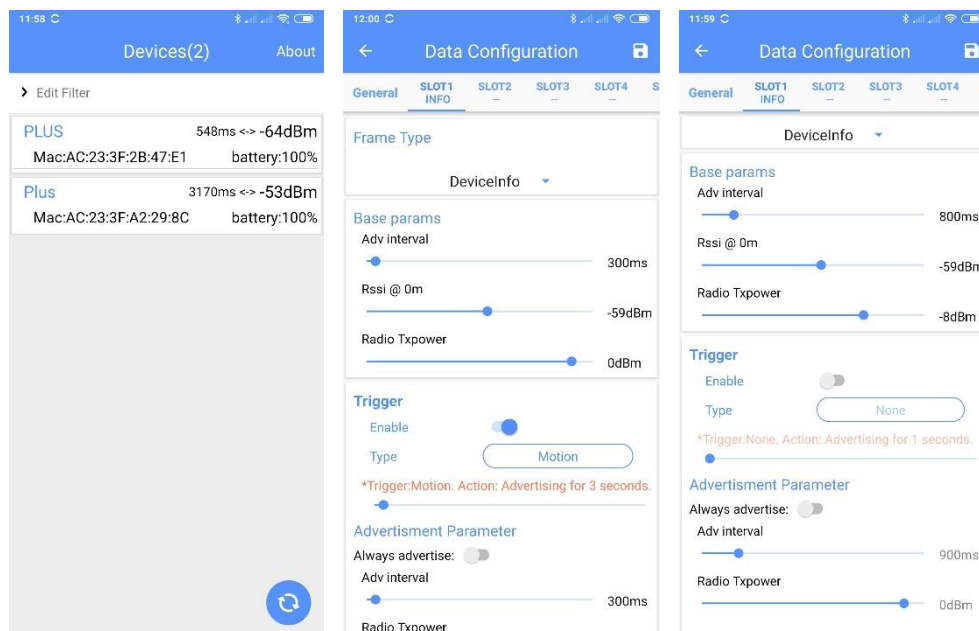 11:58
Devices(2) About
Edit Filter
PLUS 548ms <-> -64dBm
Mac:AC:23:3F:2B:47:E1 battery:100%
Plus 3170ms <-> -53dBm
Mac:AC:23:3F:A2:29:8C battery:100%
12:00
Data Configuration
General SLOT1 SLOT2 SLOT3 SLOT4 S
INFO -- -- --
Frame Type
DeviceInfo
Base params
Adv interval
300ms
Rssi @ 0m
-59dBm
Radio Txpower
0dBm
Trigger
Enable
Type Motion
*Trigger:Motion. Action: Advertising for 3 seconds.
Advertisment Parameter
Always advertise:
Adv interval
300ms
Radio Txpower
11:59
Data Configuration
General SLOT1 SLOT2 SLOT3 SLOT4
INFO -- -- --
DeviceInfo
Base params
Adv interval
800ms
Rssi @ 0m
-59dBm
Radio Txpower
-8dBm
Trigger
Enable
Type None
*Trigger:None. Action: Advertising for 1 seconds.
Advertisment Parameter
Always advertise:
Adv interval
900ms
Radio Txpower
0dBm